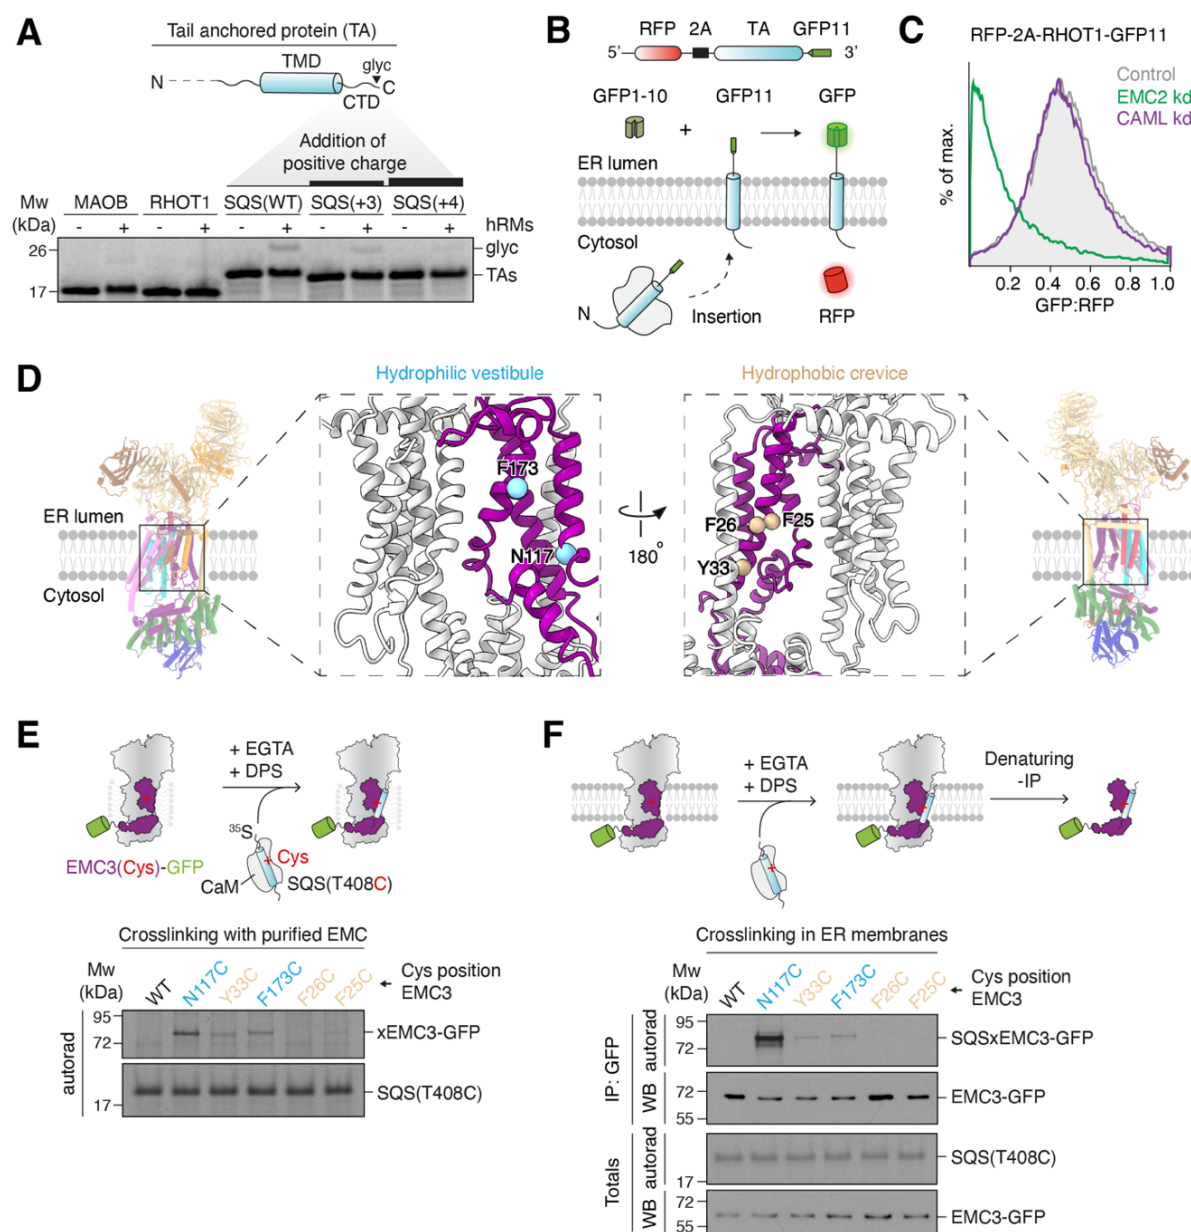 A
Tail anchored protein (TA)
TMD
glyc
N
C
CTD
Addition of
positive charge
Mw
(kDa)
MAOB RHOT1 SQS(WT) SQS(+3) SQS(+4)
- + - + - + - + - + hRMs
26
glyc
TAs
17
B
RFP 2A TA GFP11
5' 3'
GFP1-10 GFP11 GFP
+
ER lumen
Cytosol
N
Insertion
RFP
C
RFP-2A-RHOT1-GFP11
Control
EMC2 kd
CAML kd
% of max.
0.2 0.4 0.6 0.8 1.0
GFP:RFP
D
Hydrophilic vestibule
Hydrophobic crevice
ER lumen
Cytosol
F173
N117
180°
F26
F25
Y33
ER lumen
Cytosol
E
+ EGTA
+ DPS
35S
Cys
EMC3(Cys)-GFP
CaM
SQS(T408C)
Crosslinking with purified EMC
Mw
(kDa)
WT N117C Y33C F173C F26C F25C
Cys position
EMC3
autorad
95
72
xEMC3-GFP
17
SQS(T408C)
F
+ EGTA
+ DPS
Denaturing
-IP
Crosslinking in ER membranes
Mw
(kDa)
WT N117C Y33C F173C F26C F25C
Cys position
EMC3
IP: GFP
autorad
95
72
SQSxEMC3-GFP
WB
72
55
EMC3-GFP
Totals
autorad
17
SQS(T408C)
WB
72
55
EMC3-GFP